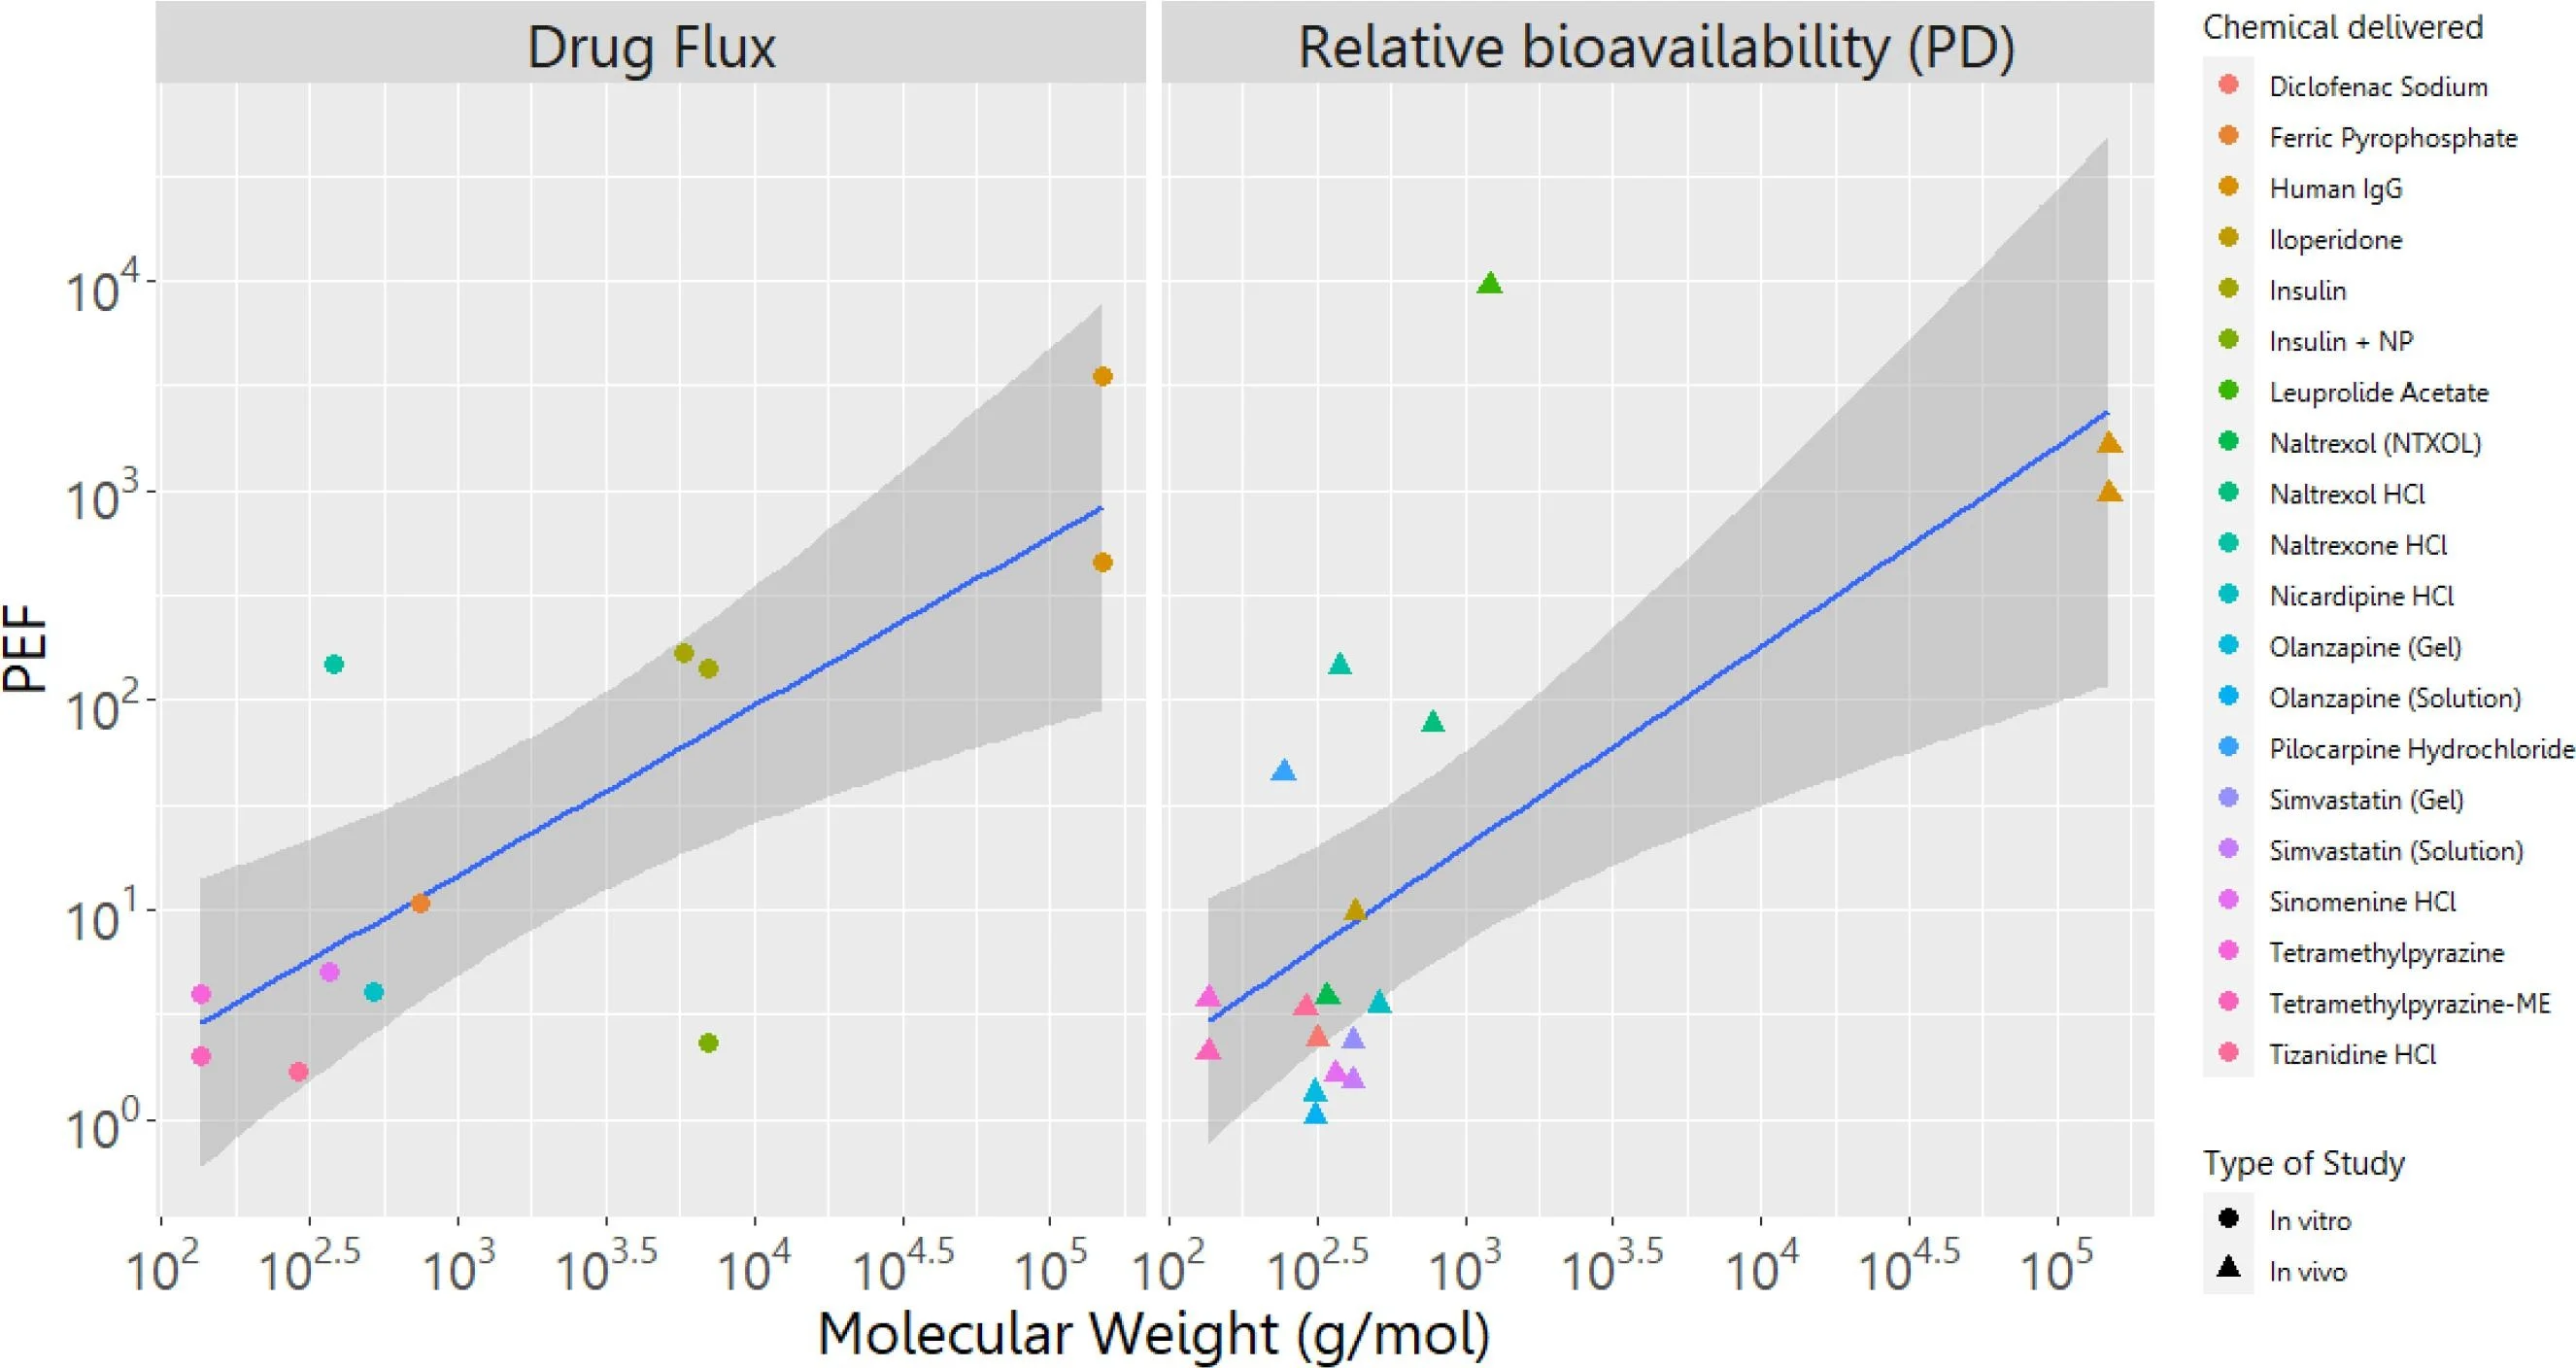 Drug Flux
Relative bioavailability (PD)
PEF
10^4
10^3
10^2
10^1
10^0
10^2 10^2.5 10^3 10^3.5 10^4 10^4.5 10^5
10^2 10^2.5 10^3 10^3.5 10^4 10^4.5 10^5
Molecular Weight (g/mol)
Chemical delivered
Diclofenac Sodium
Ferric Pyrophosphate
Human IgG
Iloperidone
Insulin
Insulin + NP
Leuprolide Acetate
Naltrexol (NTXOL)
Naltrexol HCl
Naltrexone HCl
Nicardipine HCl
Olanzapine (Gel)
Olanzapine (Solution)
Pilocarpine Hydrochloride
Simvastatin (Gel)
Simvastatin (Solution)
Sinomenine HCl
Tetramethylpyrazine
Tetramethylpyrazine-ME
Tizanidine HCl
Type of Study
In vitro
In vivo